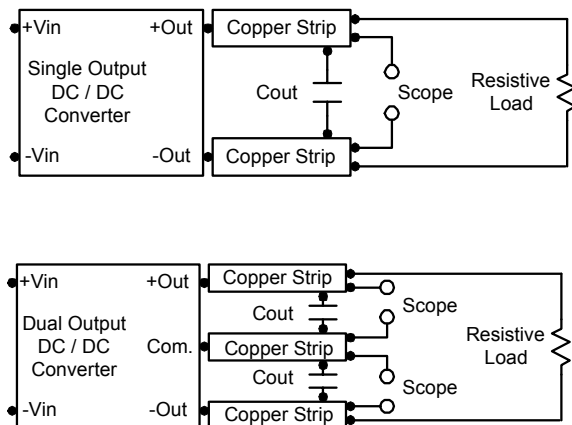 +Vin
+Out
Copper Strip
Single Output
DC / DC
Converter
Cout
Scope
Resistive
Load
-Vin
-Out
Copper Strip
+Vin
+Out
Copper Strip
Cout
Scope
Dual Output
DC / DC
Converter
Com.
Copper Strip
Resistive
Load
Cout
Scope
-Vin
-Out
Copper Strip